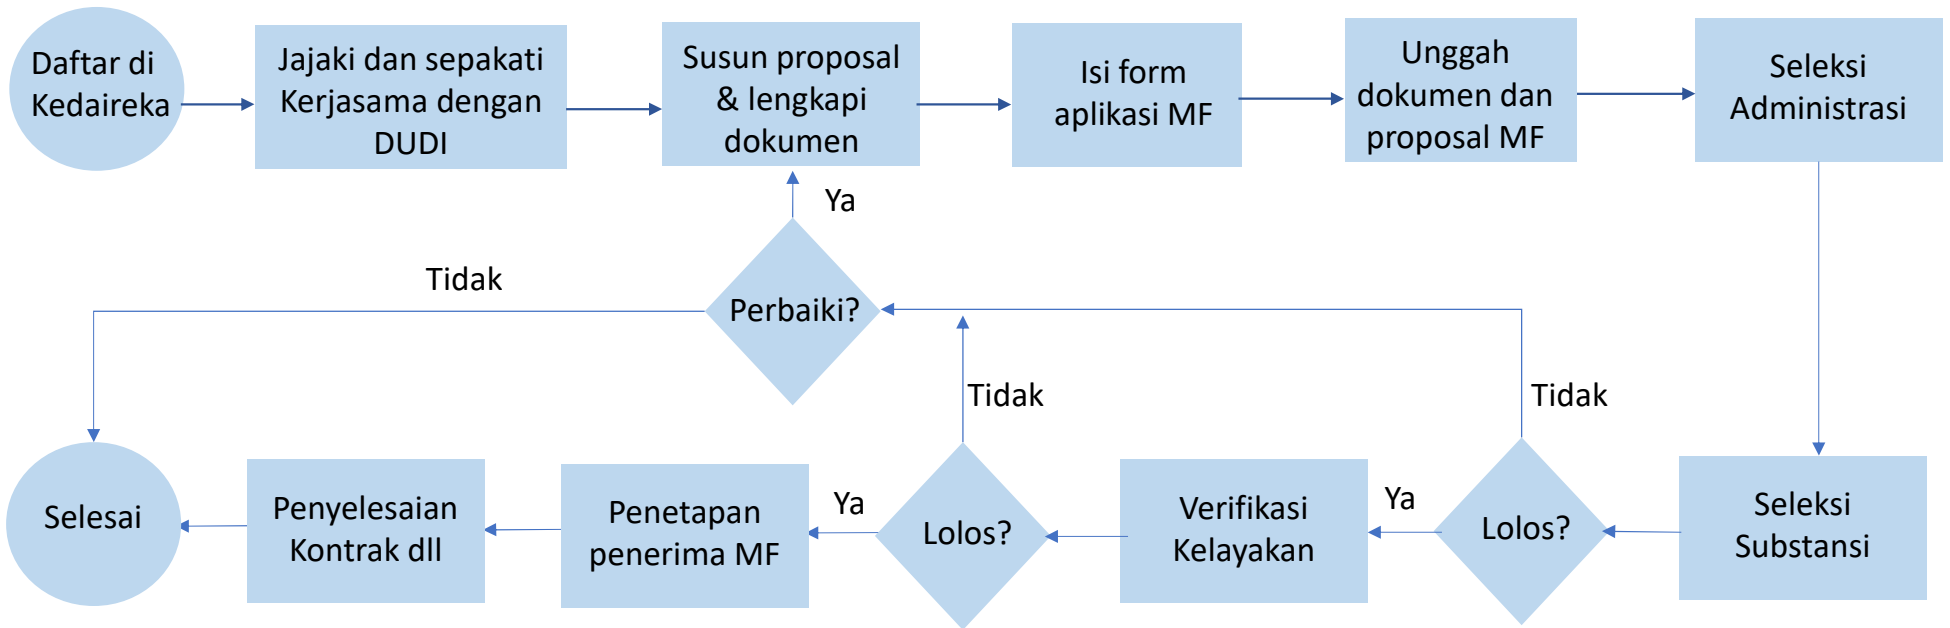 Daftar di
Kedaireka
Jajaki dan sepakati
Kerjasama dengan
DUDI
Susun proposal
& lengkapi
dokumen
Isi form
aplikasi MF
Unggah
dokumen dan
proposal MF
Seleksi
Administrasi
Ya
Tidak
Perbaiki?
Tidak
Tidak
Selesai
Penyelesaian
Kontrak dll
Penetapan
penerima MF
Ya
Lolos?
Verifikasi
Kelayakan
Ya
Lolos?
Seleksi
Substansi